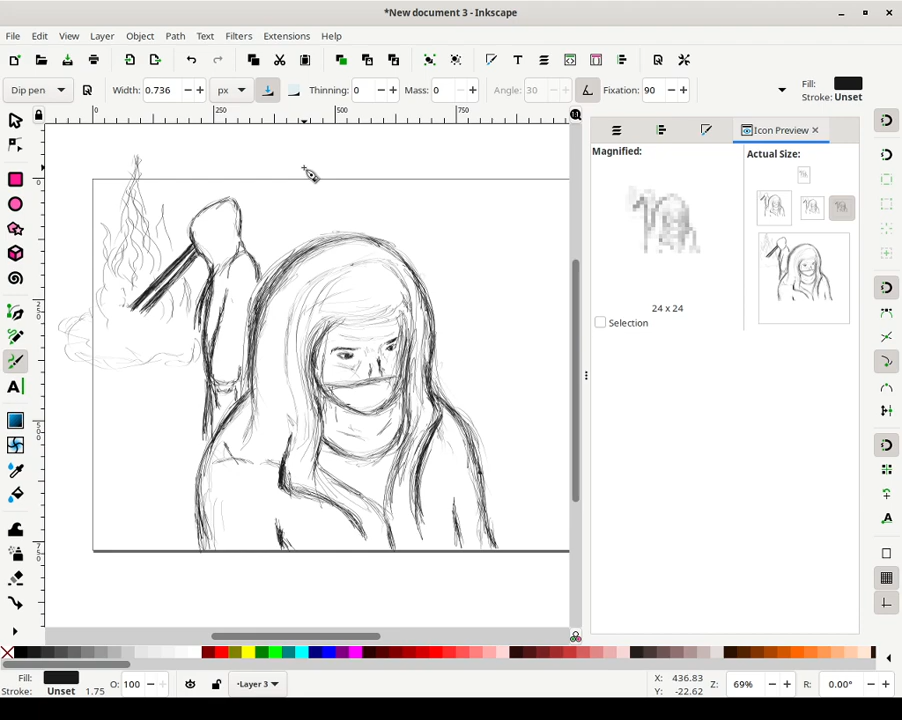 *New document 3 - Inkscape
File Edit View Layer Object Path Text Filters Extensions Help
Dip pen Width: 0.736 px Thinning: 0 Mass: 0 Angle: 30 Fixation: 90 Fill: Stroke: Unset
0 250 500 750
Icon Preview
Magnified: Actual Size:
24 x 24
Selection
Fill: Stroke: Unset 1.75 O: 100 •Layer 3 X: 436.83 Y: -22.62 Z: 69% R: 0.00°